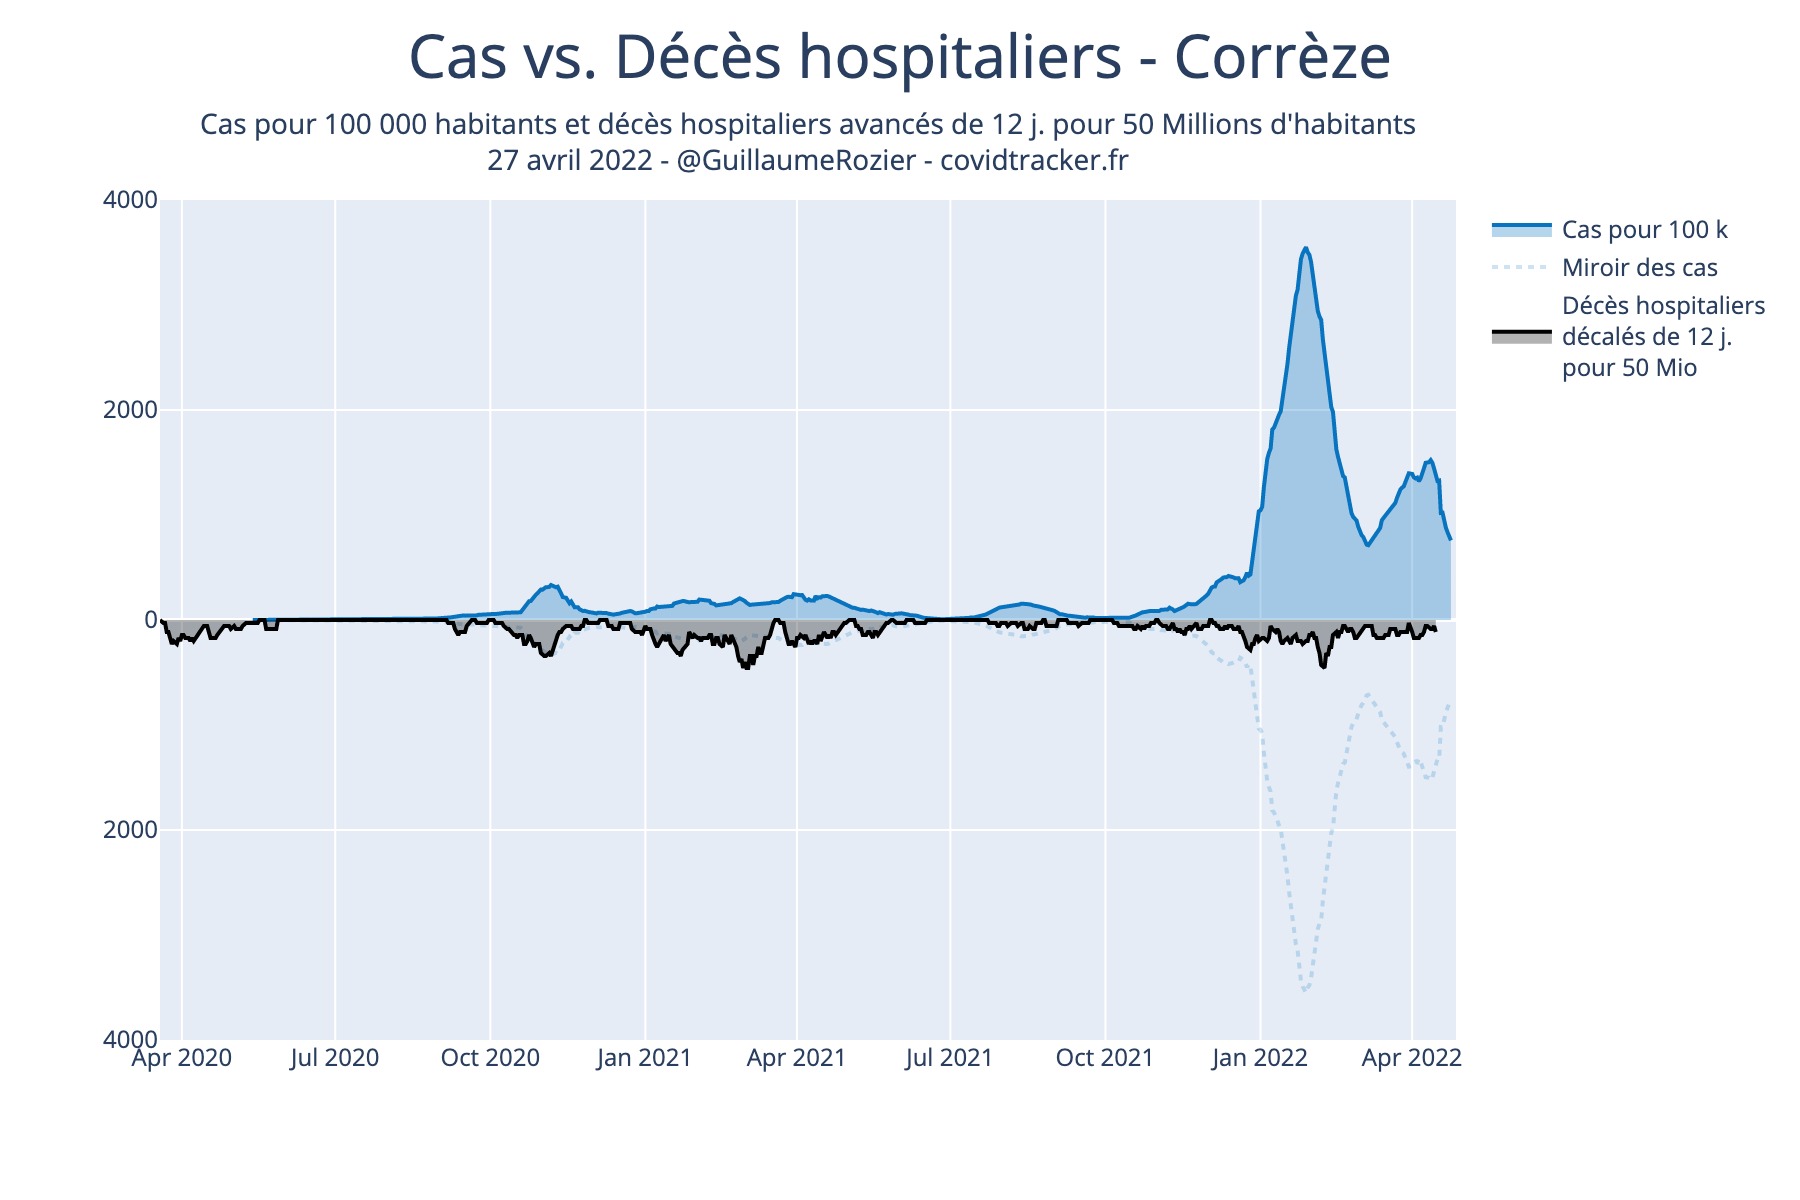 Cas vs. Décès hospitaliers - Corrèze
Cas pour 100 000 habitants et décès hospitaliers avancés de 12 j. pour 50 Millions d'habitants
27 avril 2022 - @GuillaumeRozier - covidtracker.fr
4000
2000
0
2000
4000
Apr 2020
Jul 2020
Oct 2020
Jan 2021
Apr 2021
Jul 2021
Oct 2021
Jan 2022
Apr 2022
Cas pour 100 k
Miroir des cas
Décès hospitaliers
décalés de 12 j.
pour 50 Mio